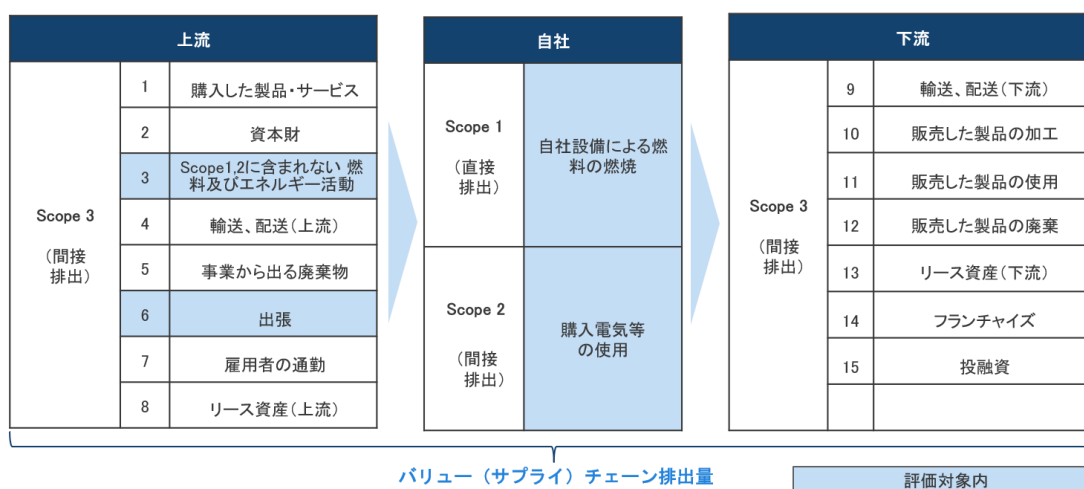 上流
Scope 3
（間接
排出）
1
購入した製品・サービス
2
資本財
3
Scope1,2に含まれない 燃
料及びエネルギー活動
4
輸送、配送（上流）
5
事業から出る廃棄物
6
出張
7
雇用者の通勤
8
リース資産（上流）
自社
Scope 1
（直接
排出）
自社設備による燃
料の燃焼
Scope 2
（間接
排出）
購入電気等
の使用
下流
Scope 3
（間接
排出）
9
輸送、配送（下流）
10
販売した製品の加工
11
販売した製品の使用
12
販売した製品の廃棄
13
リース資産（下流）
14
フランチャイズ
15
投融資
バリュー（サプライ）チェーン排出量
評価対象内